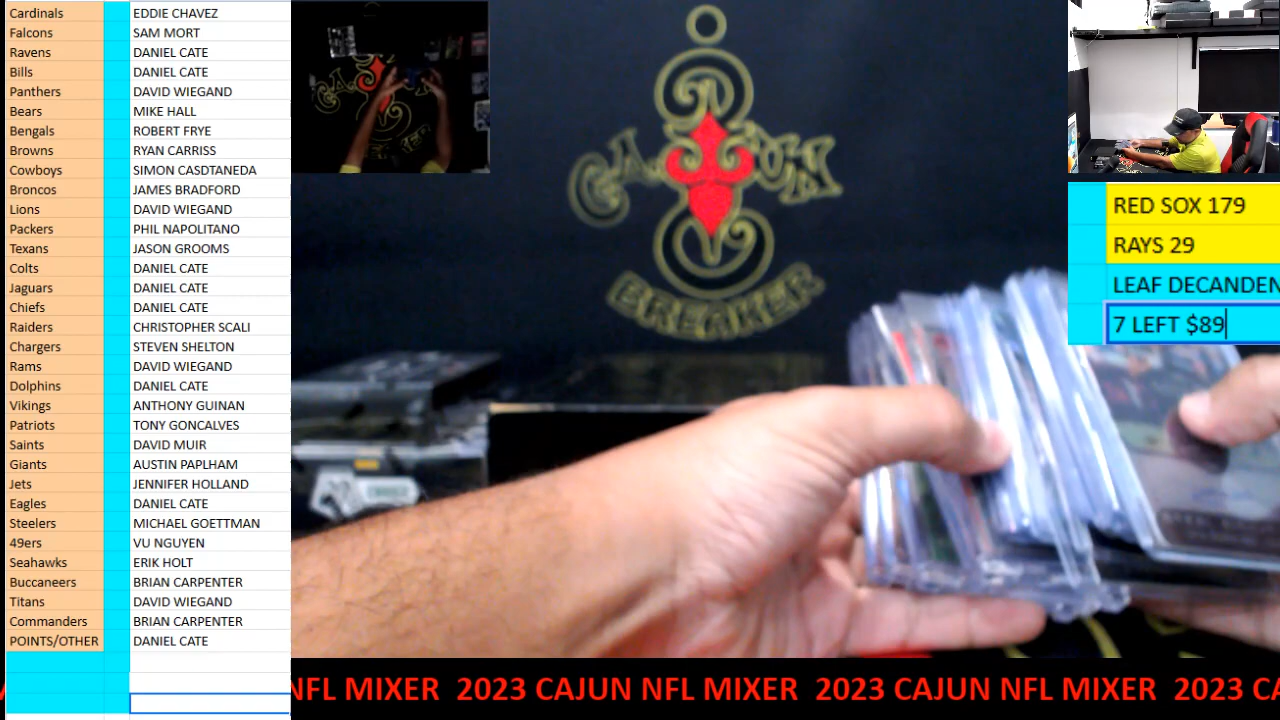 Cardinals EDDIE CHAVEZ
Falcons SAM MORT
Ravens DANIEL CATE
Bills DANIEL CATE
Panthers DAVID WIEGAND
Bears MIKE HALL
Bengals ROBERT FRYE
Browns RYAN CARRISS
Cowboys SIMON CASDTANEDA
Broncos JAMES BRADFORD
Lions DAVID WIEGAND
Packers PHIL NAPOLITANO
Texans JASON GROOMS
Colts DANIEL CATE
Jaguars DANIEL CATE
Chiefs DANIEL CATE
Raiders CHRISTOPHER SCALI
Chargers STEVEN SHELTON
Rams DAVID WIEGAND
Dolphins DANIEL CATE
Vikings ANTHONY GUINAN
Patriots TONY GONCALVES
Saints DAVID MUIR
Giants AUSTIN PAPLHAM
Jets JENNIFER HOLLAND
Eagles DANIEL CATE
Steelers MICHAEL GOETTMAN
49ers VU NGUYEN
Seahawks ERIK HOLT
Buccaneers BRIAN CARPENTER
Titans DAVID WIEGAND
Commanders BRIAN CARPENTER
POINTS/OTHER DANIEL CATE
CAJUN
BREAKER
RED SOX 179
RAYS 29
LEAF DECANDEN
7 LEFT $89
NFL MIXER 2023 CAJUN NFL MIXER 2023 CAJUN NFL MIXER 2023 CA